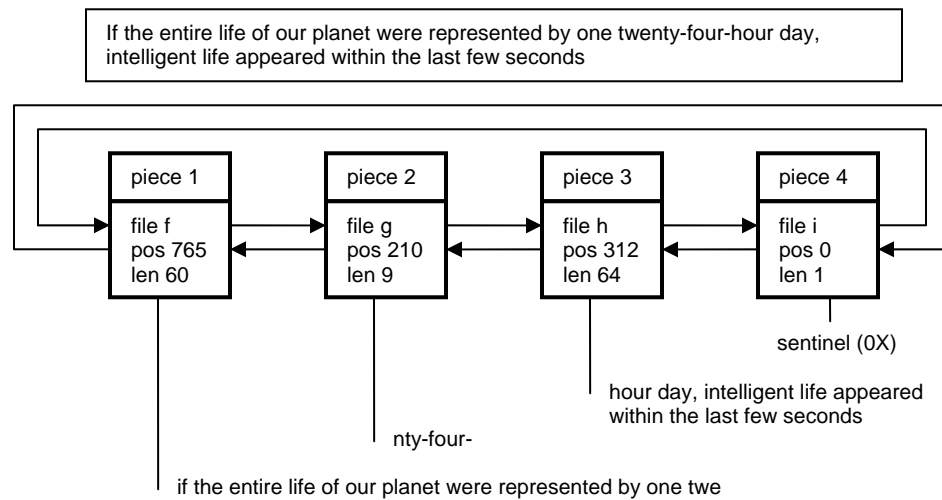 If the entire life of our planet were represented by one twenty-four-hour day,
intelligent life appeared within the last few seconds
piece 1
file f
pos 765
len 60
piece 2
file g
pos 210
len 9
piece 3
file h
pos 312
len 64
piece 4
file i
pos 0
len 1
sentinel (0X)
hour day, intelligent life appeared
within the last few seconds
nty-four-
if the entire life of our planet were represented by one twe